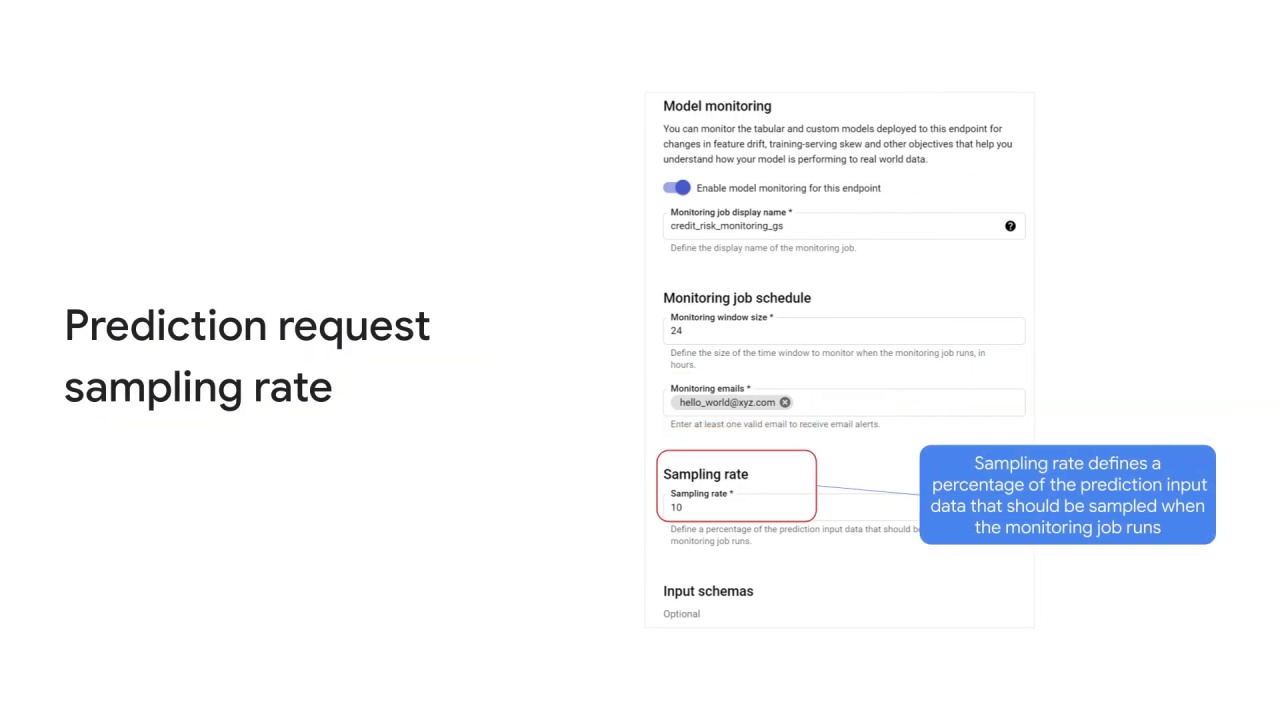 Prediction request
sampling rate
Model monitoring
You can monitor the tabular and custom models deployed to this endpoint for
changes in feature drift, training-serving skew and other objectives that help you
understand how your model is performing to real world data.
Enable model monitoring for this endpoint
Monitoring job display name *
credit_risk_monitoring_gs
Define the display name of the monitoring job.
Monitoring job schedule
Monitoring window size *
24
Define the size of the time window to monitor when the monitoring job runs, in
hours.
Monitoring emails *
hello_world@xyz.com
Enter at least one valid email to receive email alerts.
Sampling rate
Sampling rate *
10
Define a percentage of the prediction input data that should
monitoring job runs.
Input schemas
Optional
Sampling rate defines a
percentage of the prediction input
data that should be sampled when
the monitoring job runs